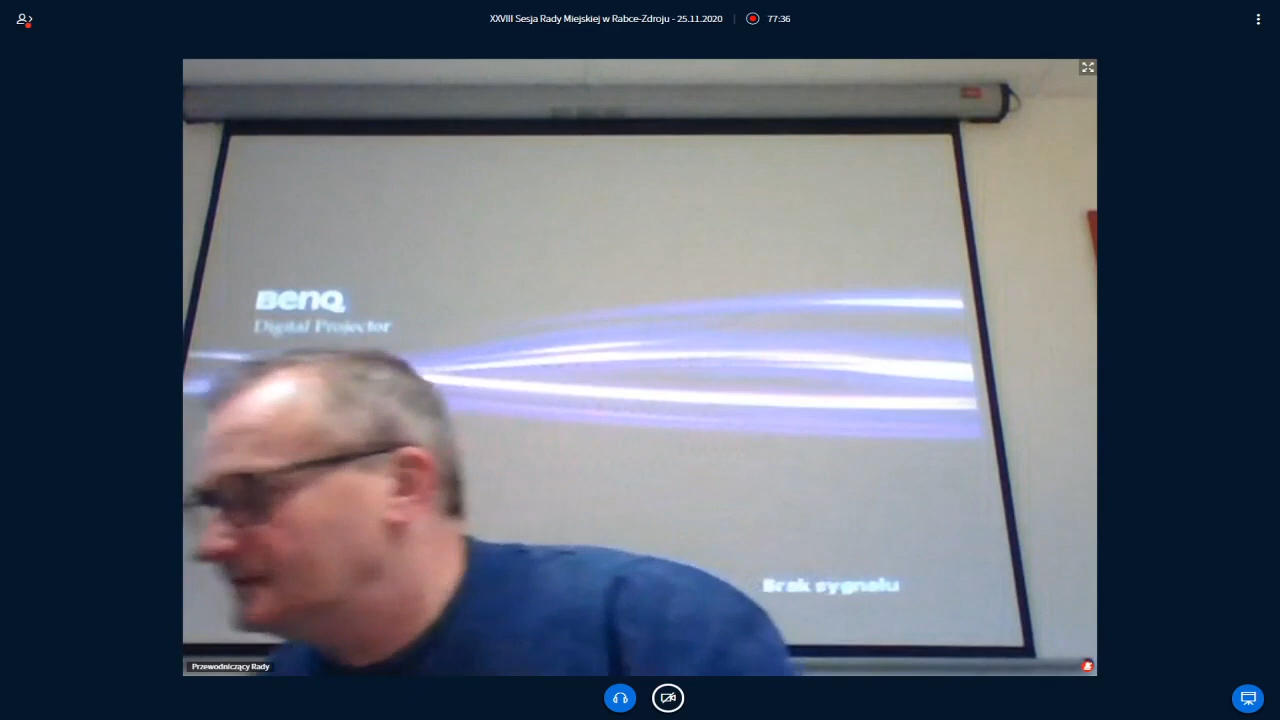 XXVIII Sesja Rady Miejskiej w Rabce-Zdroju - 25.11.2020
77:36
BenQ
Digital Projector
Brak sygnału
Przewodniczący Rady